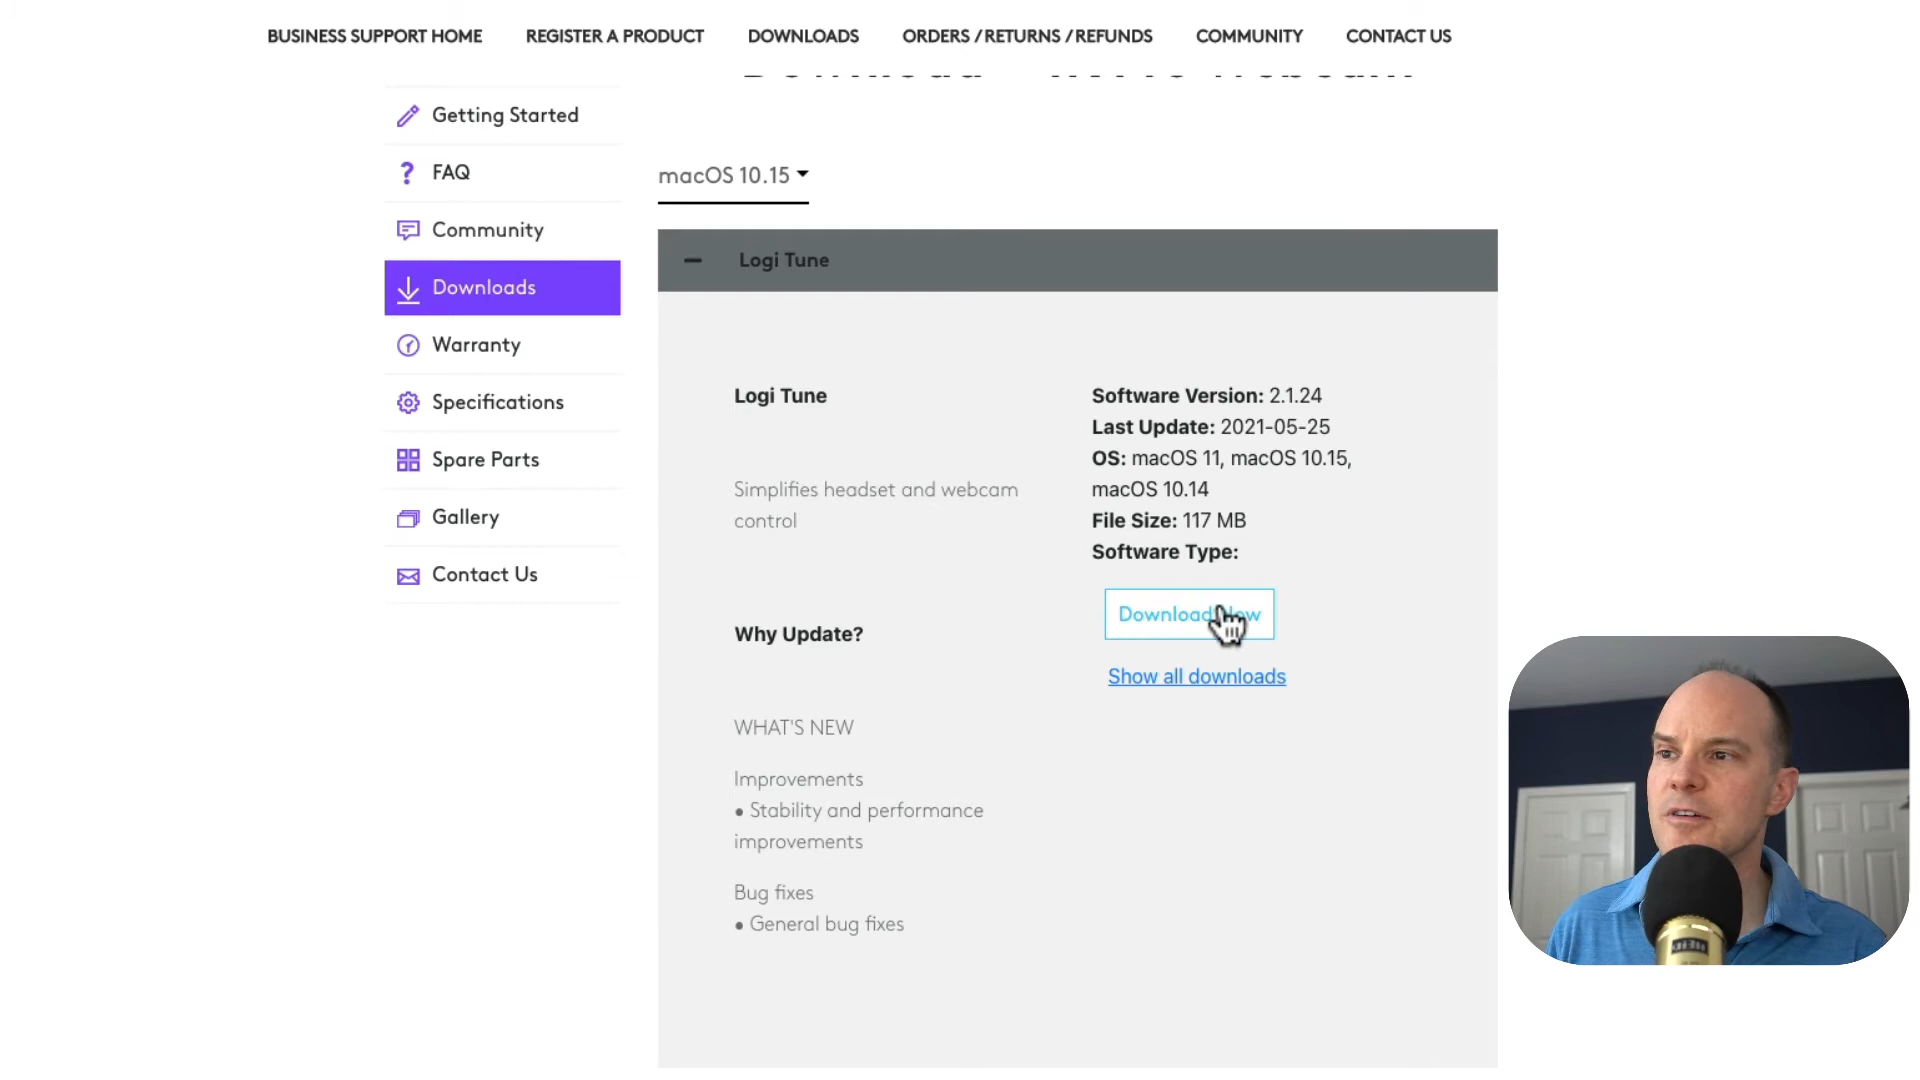 BUSINESS SUPPORT HOME REGISTER A PRODUCT DOWNLOADS ORDERS / RETURNS / REFUNDS COMMUNITY CONTACT US
Getting Started
FAQ
Community
Downloads
Warranty
Specifications
Spare Parts
Gallery
Contact Us
macOS 10.15
Logi Tune
Logi Tune
Simplifies headset and webcam
control
Why Update?
WHAT'S NEW
Improvements
• Stability and performance
improvements
Bug fixes
• General bug fixes
Software Version: 2.1.24
Last Update: 2021-05-25
OS: macOS 11, macOS 10.15,
macOS 10.14
File Size: 117 MB
Software Type:
Download Now
Show all downloads